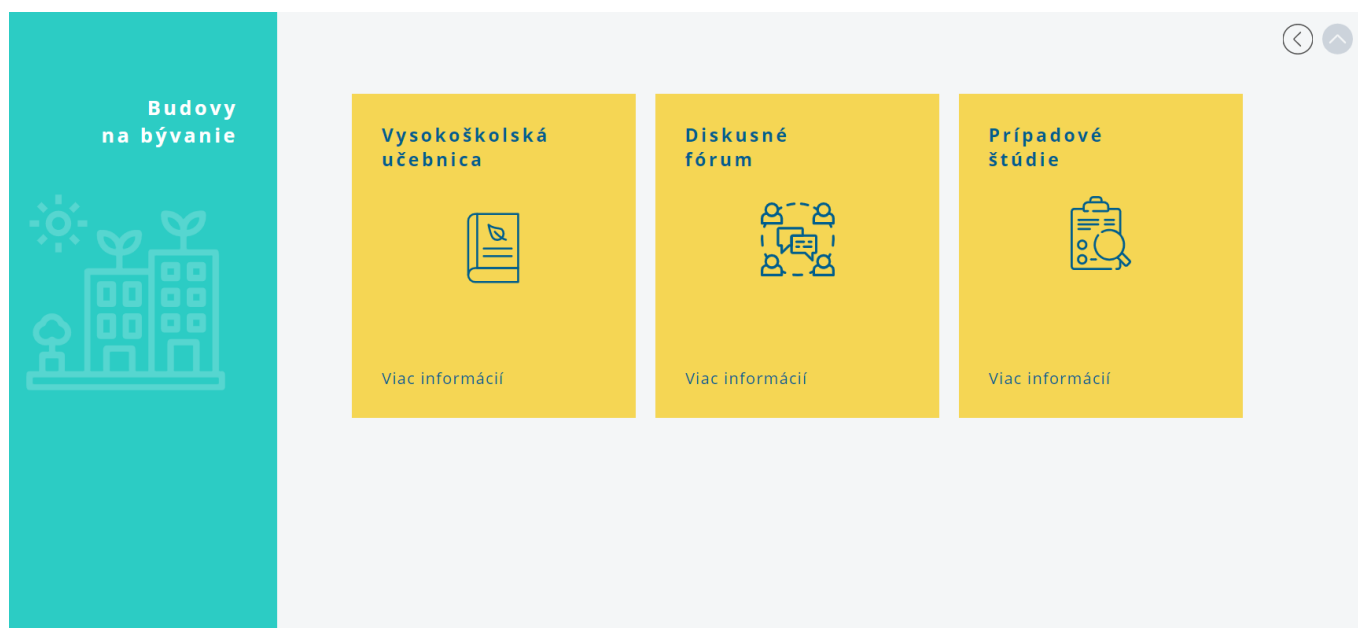 Budovy
na bývanie
Vysokoškolská
učebnica
Viac informácií
Diskusné
fórum
Viac informácií
Prípadové
štúdie
Viac informácií